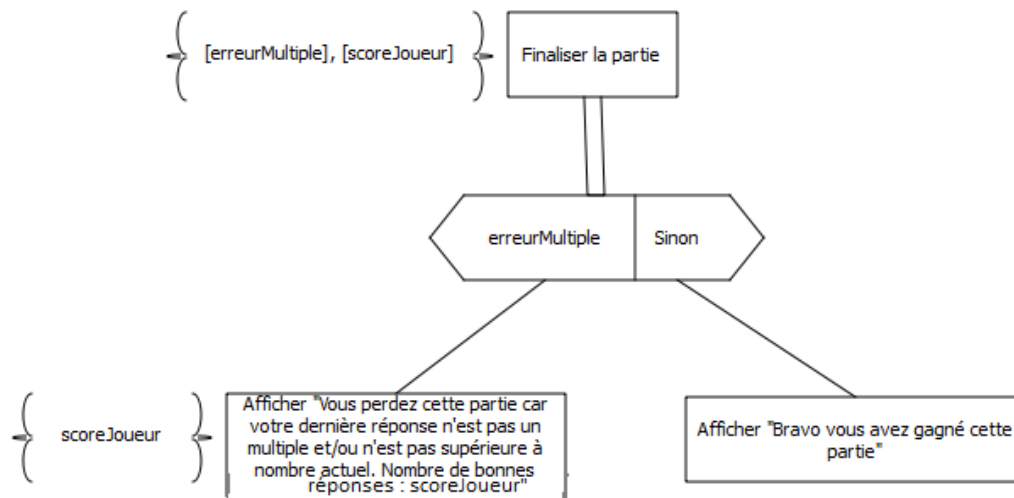 [erreurMultiple], [scoreJoueur]
Finaliser la partie
erreurMultiple
Sinon
scoreJoueur
Afficher "Vous perdez cette partie car
votre dernière réponse n'est pas un
multiple et/ou n'est pas supérieure à
nombre actuel. Nombre de bonnes
réponses : scoreJoueur"
Afficher "Bravo vous avez gagné cette
partie"